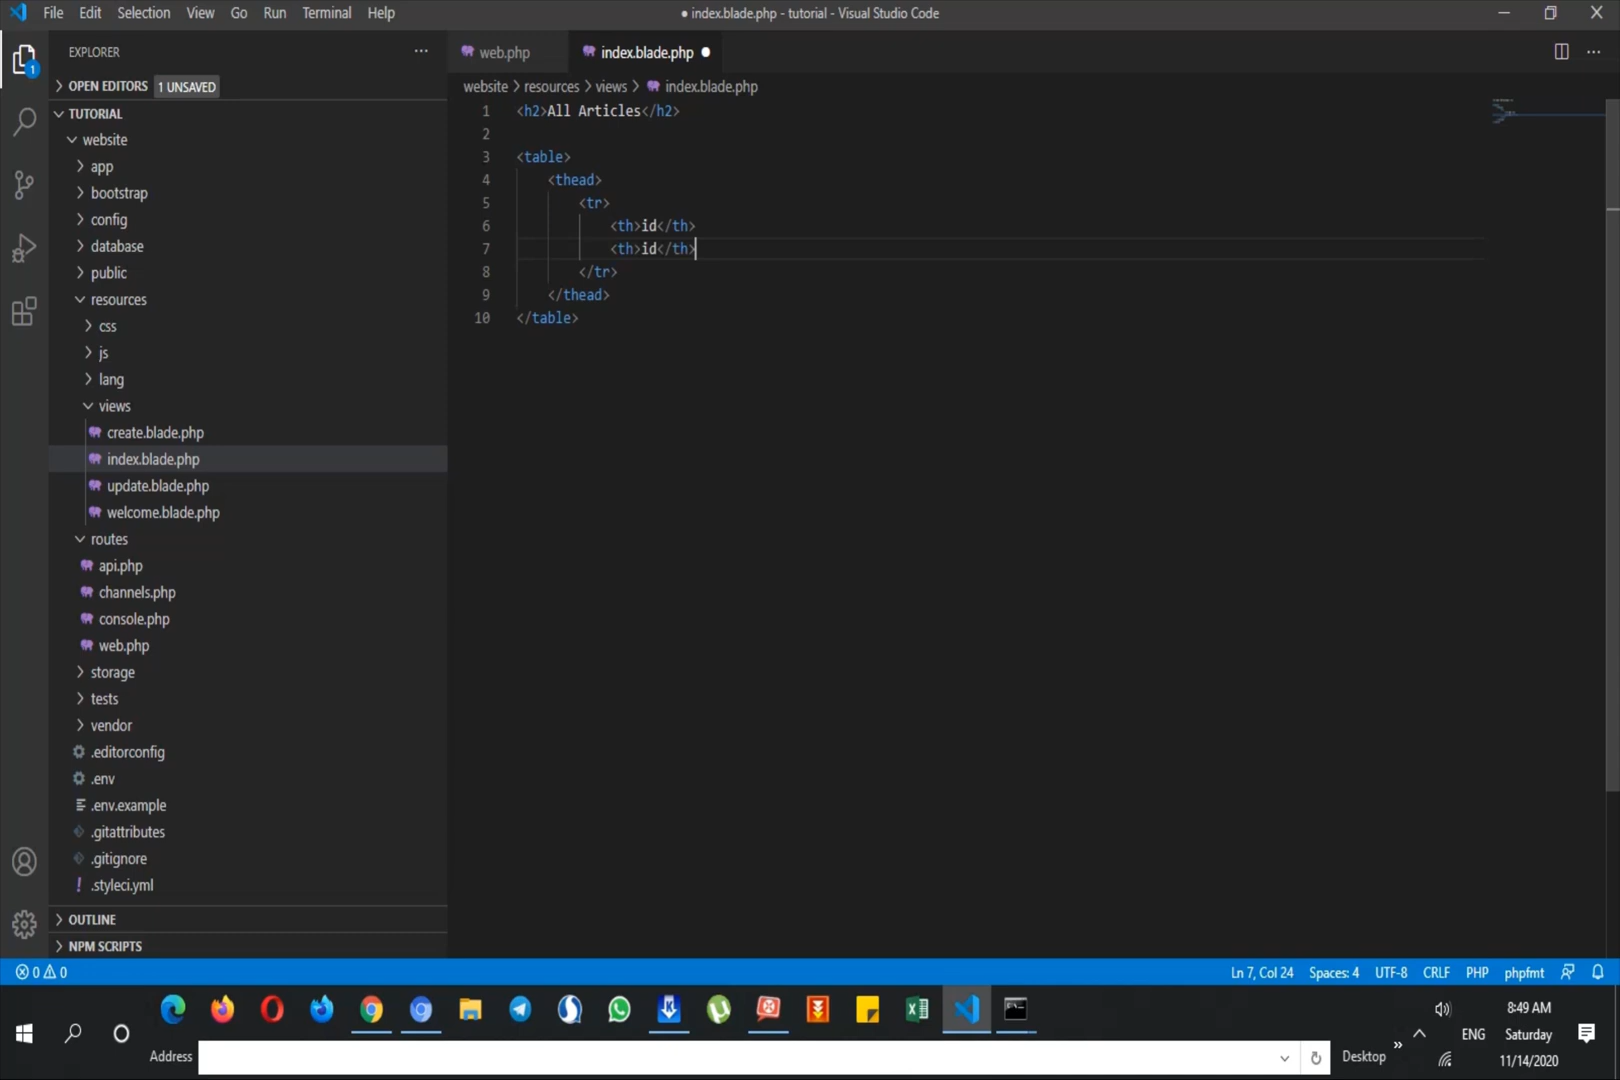 File Edit Selection View Go Run Terminal Help
● index.blade.php - tutorial - Visual Studio Code
EXPLORER
OPEN EDITORS 1 UNSAVED
TUTORIAL
website
app
bootstrap
config
database
public
resources
css
js
lang
views
create.blade.php
index.blade.php
update.blade.php
welcome.blade.php
routes
api.php
channels.php
console.php
web.php
storage
tests
vendor
.editorconfig
.env
.env.example
.gitattributes
.gitignore
.styleci.yml
OUTLINE
NPM SCRIPTS
1
web.php index.blade.php ●
website > resources > views > index.blade.php
1 <h2>All Articles</h2>
2
3 <table>
4 <thead>
5 <tr>
6 <th>id</th>
7 <th>id</th>
8 </tr>
9 </thead>
10 </table>
0 0 Ln 7, Col 24 Spaces: 4 UTF-8 CRLF PHP phpfmt
Address
Desktop
ENG
8:49 AM
Saturday
11/14/2020